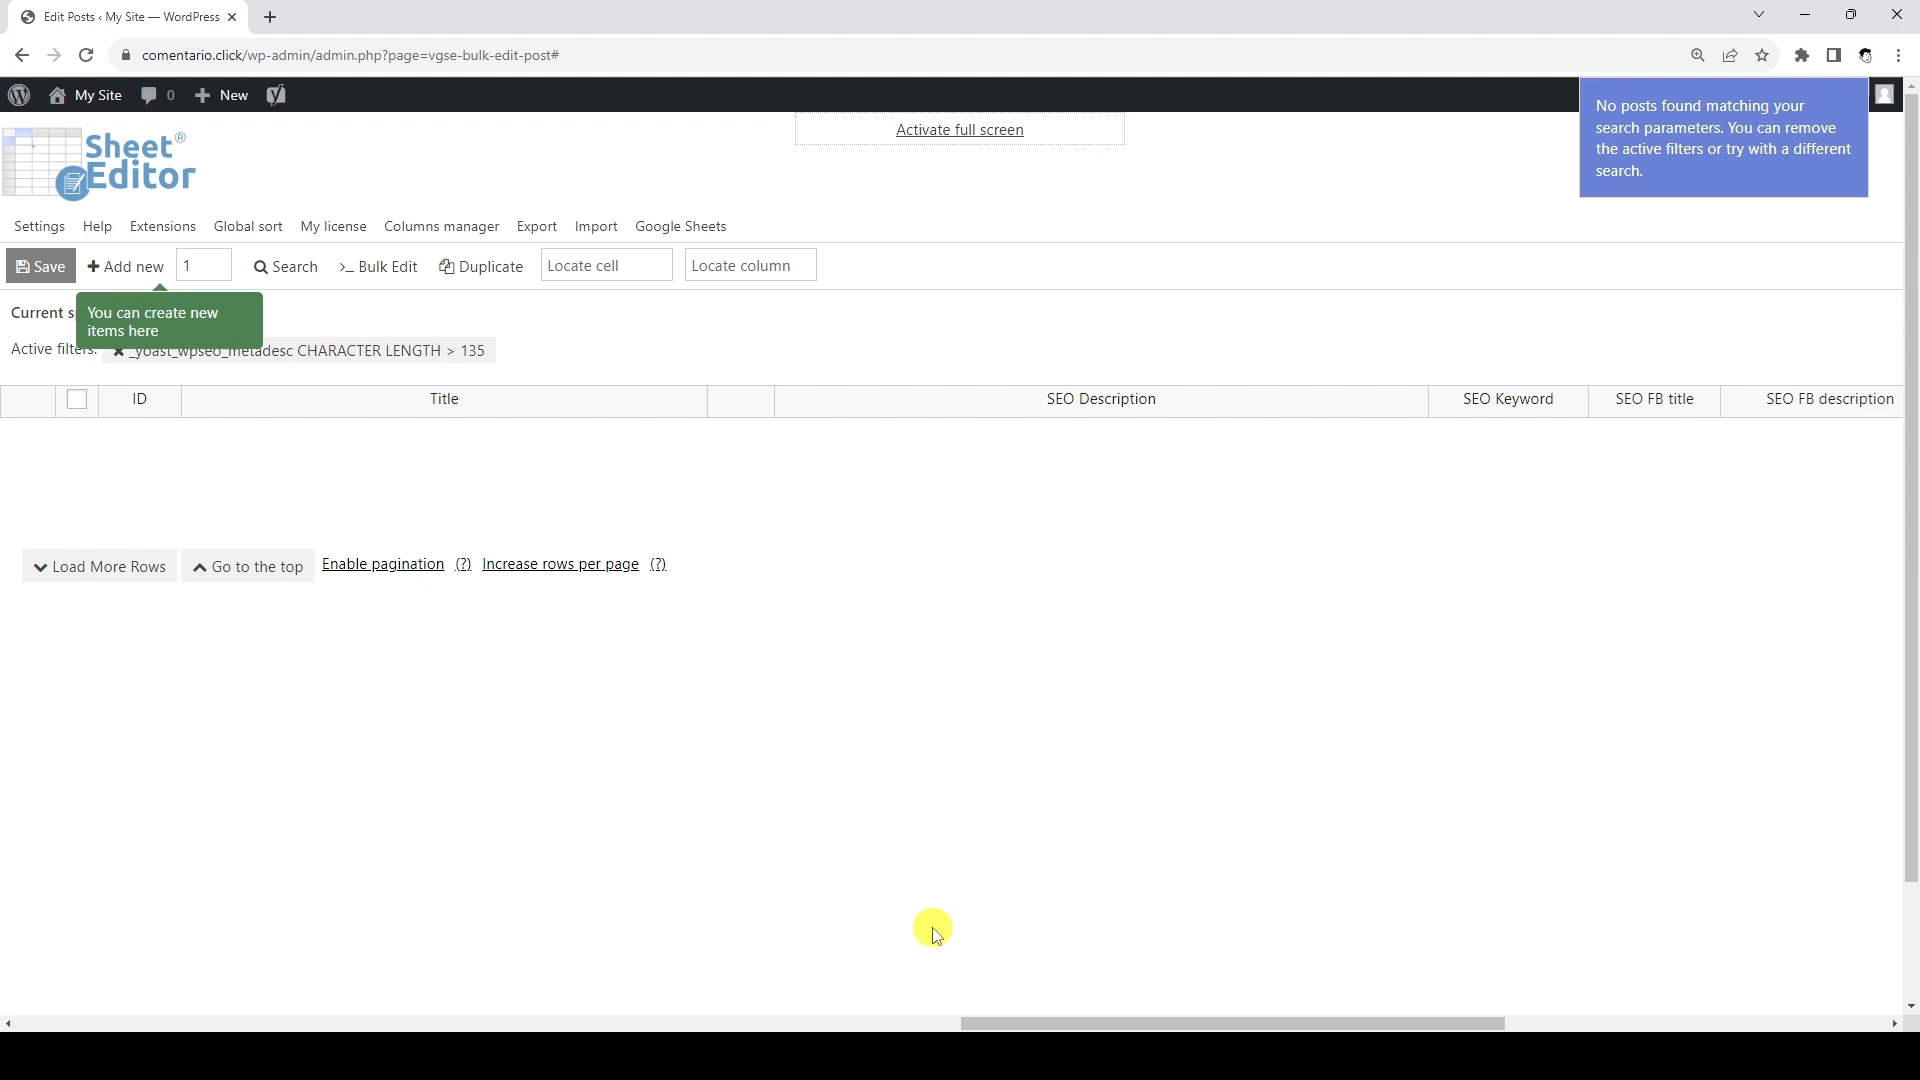 Edit Posts ‹ My Site — WordPress
comentario.click/wp-admin/admin.php?page=vgse-bulk-edit-post#
My Site 0 New
No posts found matching your
search parameters. You can remove
the active filters or try with a different
search.
Activate full screen
Sheet®
Editor
Settings Help Extensions Global sort My license Columns manager Export Import Google Sheets
Save Add new 1 Search Bulk Edit Duplicate Locate cell Locate column
You can create new
items here
Current
Active filters: _yoast_wpseo_metadesc CHARACTER LENGTH > 135
ID Title SEO Description SEO Keyword SEO FB title SEO FB description
Load More Rows Go to the top Enable pagination (?) Increase rows per page (?)